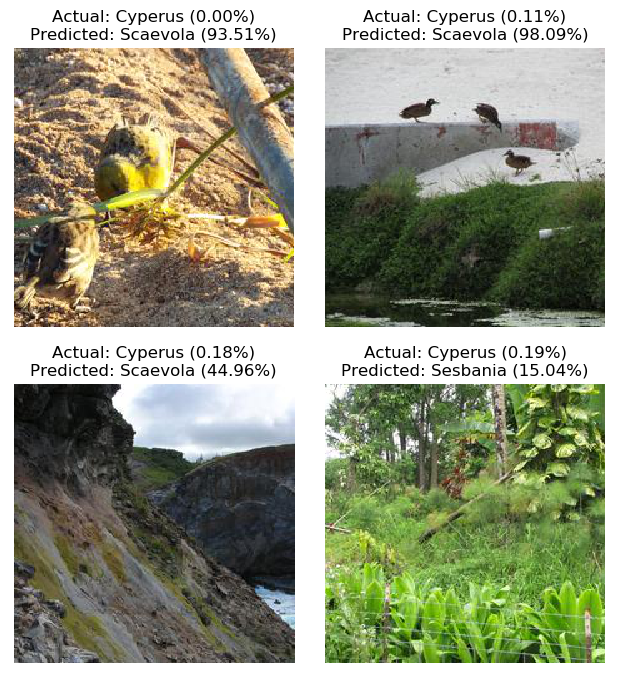 Actual: Cyperus (0.00%)
Predicted: Scaevola (93.51%)
Actual: Cyperus (0.11%)
Predicted: Scaevola (98.09%)
Actual: Cyperus (0.18%)
Predicted: Scaevola (44.96%)
Actual: Cyperus (0.19%)
Predicted: Sesbania (15.04%)